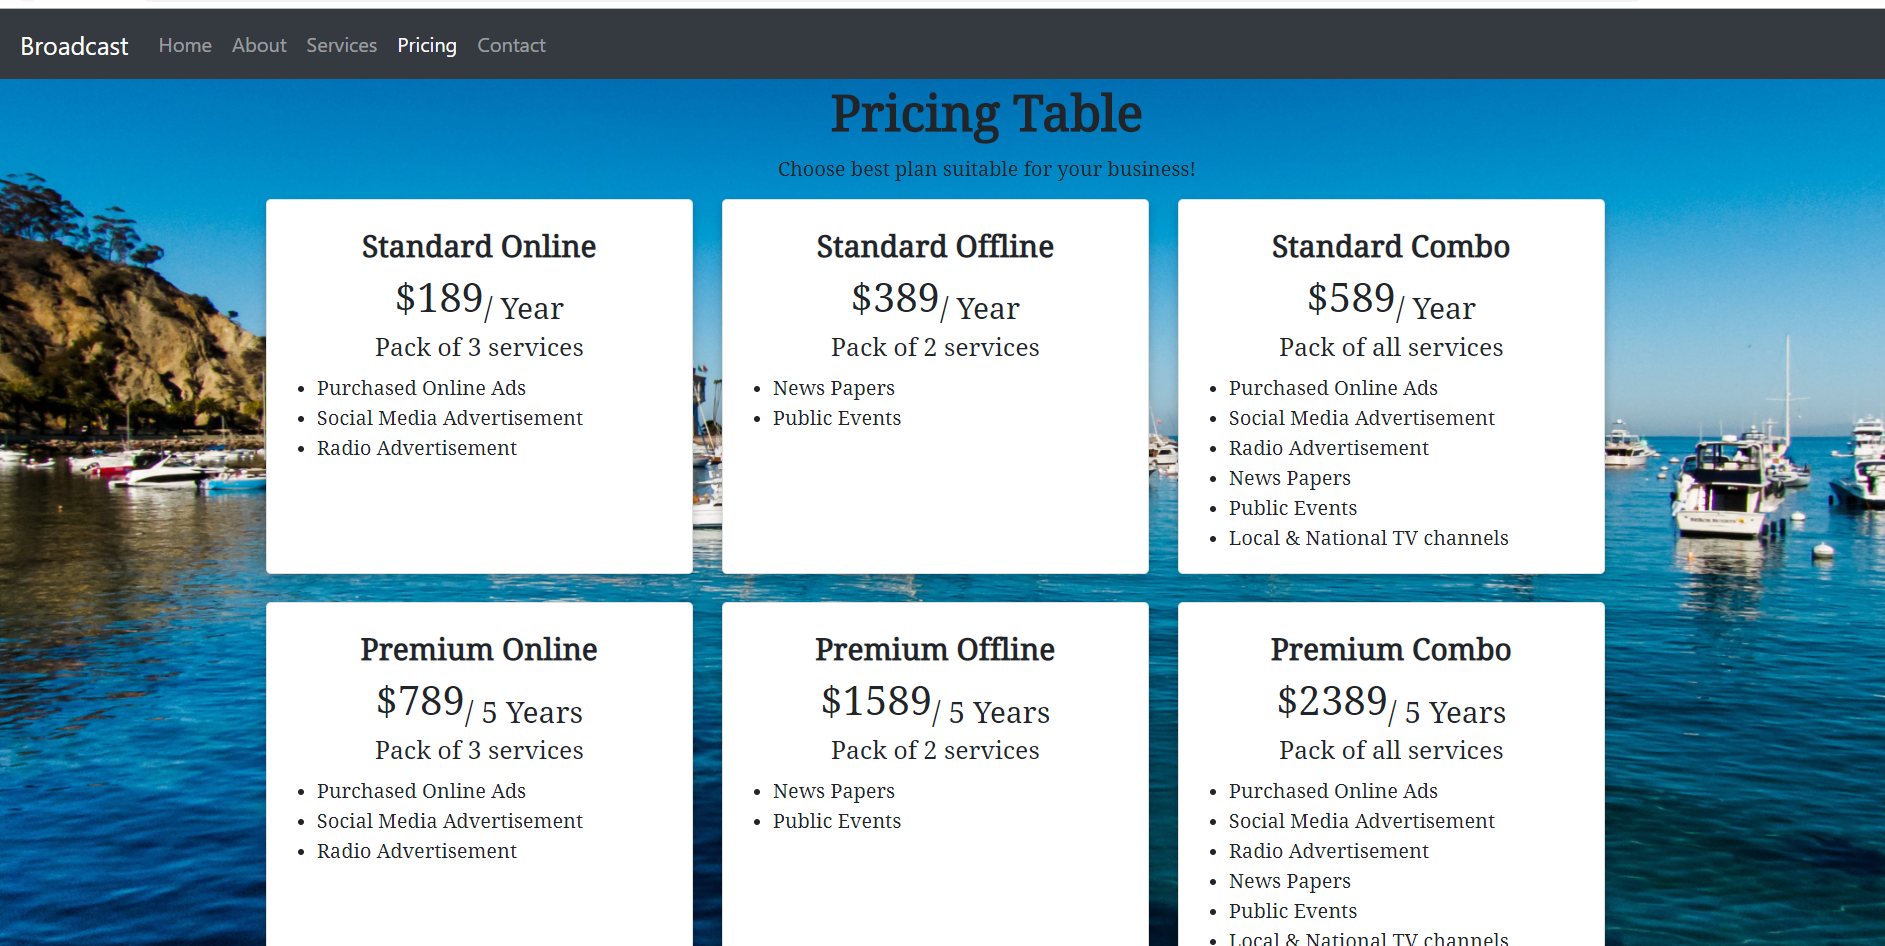 Broadcast Home About Services Pricing Contact
Pricing Table
Choose best plan suitable for your business!
Standard Online
$189/ Year
Pack of 3 services
Purchased Online Ads
Social Media Advertisement
Radio Advertisement
Standard Offline
$389/ Year
Pack of 2 services
News Papers
Public Events
Standard Combo
$589/ Year
Pack of all services
Purchased Online Ads
Social Media Advertisement
Radio Advertisement
News Papers
Public Events
Local & National TV channels
Premium Online
$789/ 5 Years
Pack of 3 services
Purchased Online Ads
Social Media Advertisement
Radio Advertisement
Premium Offline
$1589/ 5 Years
Pack of 2 services
News Papers
Public Events
Premium Combo
$2389/ 5 Years
Pack of all services
Purchased Online Ads
Social Media Advertisement
Radio Advertisement
News Papers
Public Events
Local & National TV channels